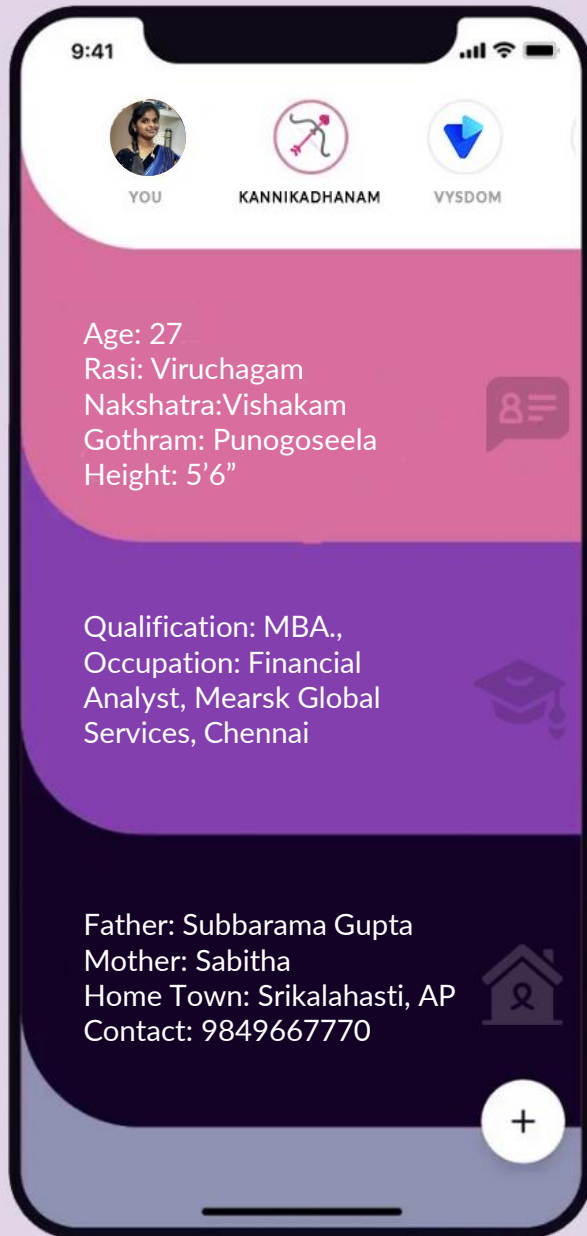 9:41
YOU
KANNIKADHANAM
VYSDOM
Age: 27
Rasi: Viruchagam
Nakshatra:Vishakam
Gothram: Punogoseela
Height: 5’6”
Qualification: MBA.,
Occupation: Financial
Analyst, Mearsk Global
Services, Chennai
Father: Subbarama Gupta
Mother: Sabitha
Home Town: Srikalahasti, AP
Contact: 9849667770